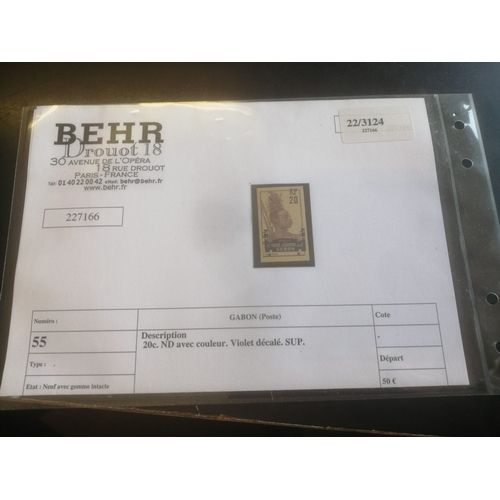 BEHR
Drouot 18
30 AVENUE DE L'OPÉRA
18 RUE DROUOT
PARIS - FRANCE
Tél: 01 40 22 00 42 email: behr@behr.fr
www.behr.fr
22/3124
227166
227166
20
Numéro :
GABON (Poste)
Cote
55
Description
20c. ND avec couleur. Violet décalé. SUP.
-
Type : .
Départ
Etat : Neuf avec gomme intacte
50 €